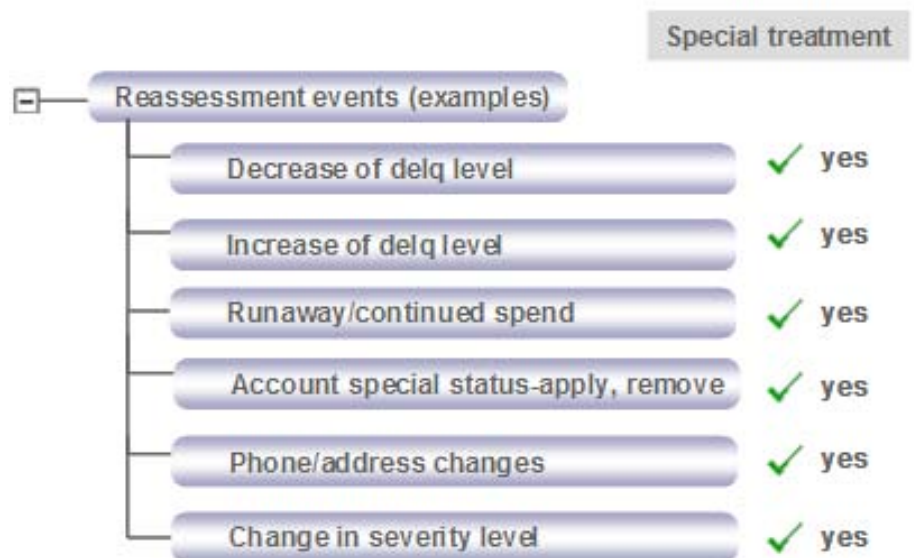 Special treatment
Reassessment events (examples)
Decrease of delq level yes
Increase of delq level yes
Runaway/continued spend yes
Account special status-apply, remove yes
Phone/address changes yes
Change in severity level yes